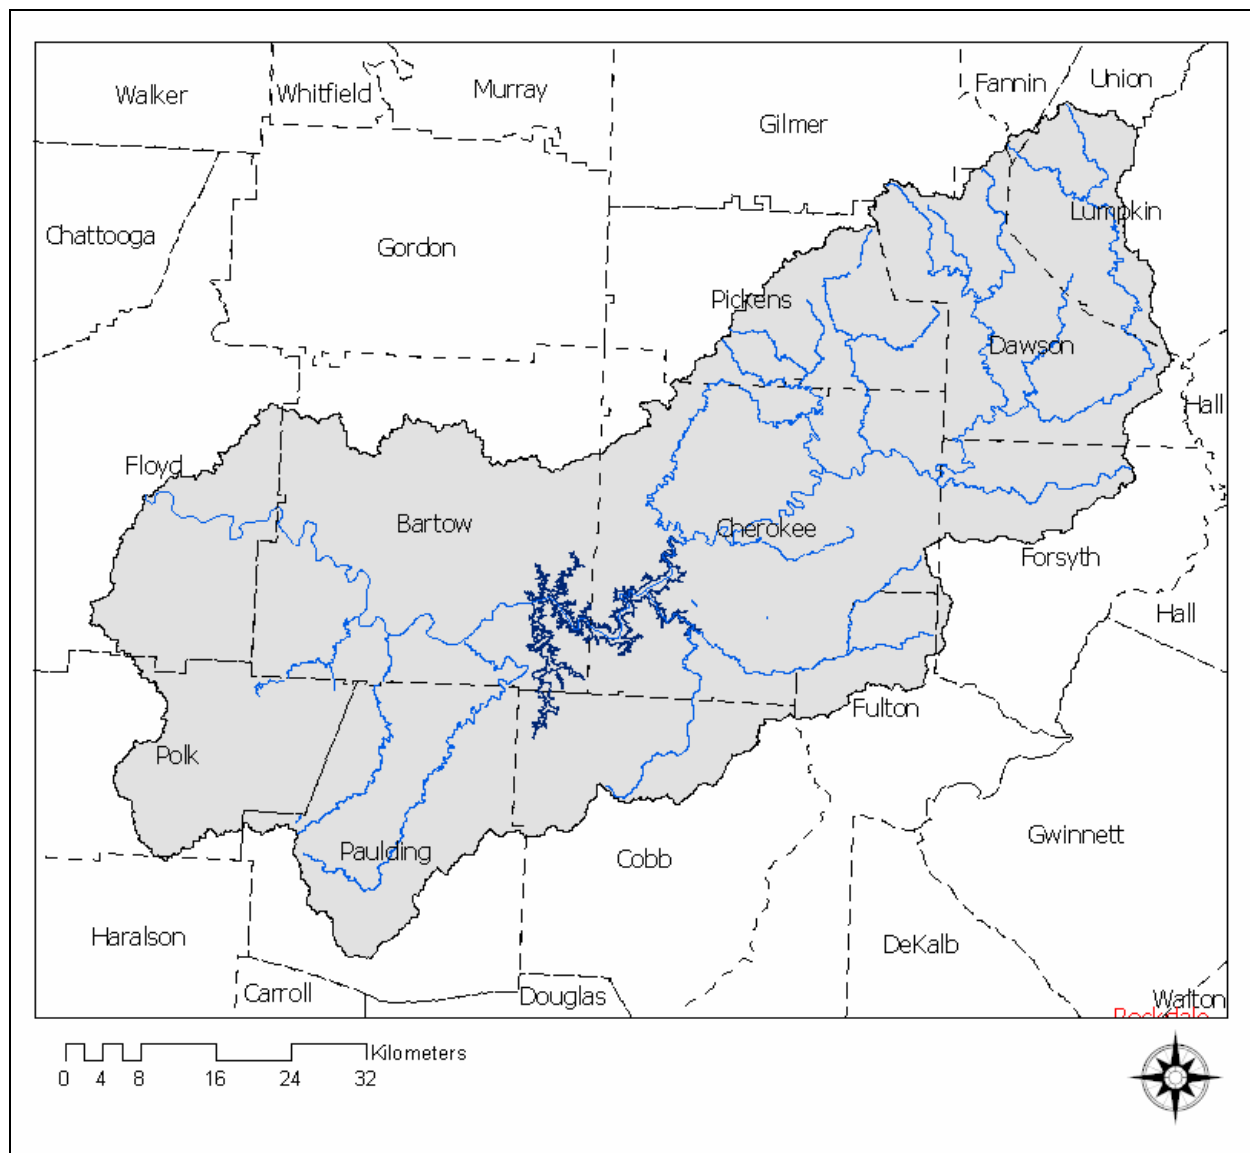 Fannin
Union
Walker
Whitfield
Murray
Gilmer
Lumpkin
Chattooga
Gordon
Pickens
Dawson
Hall
Floyd
Bartow
Cherokee
Forsyth
Hall
Fulton
Polk
Paulding
Cobb
Gwinnett
Haralson
DeKalb
Carroll
Douglas
Walton
Rockdale
Kilometers
0 4 8 16 24 32